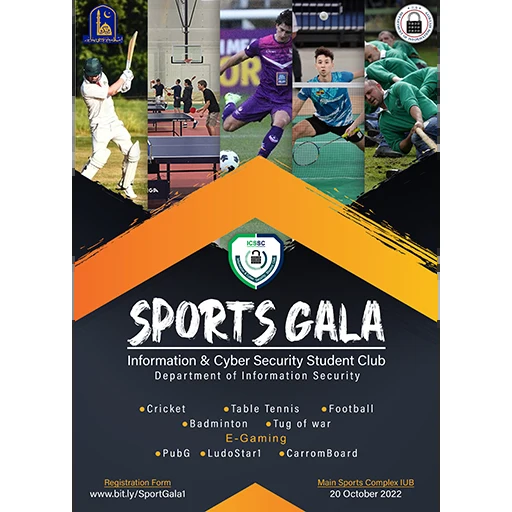 ICSSC
SPORTS GALA
Information & Cyber Security Student Club
Department of Information Security
•Cricket •Table Tennis •Football
•Badminton •Tug of war
E-Gaming
•PubG •LudoStar1 •CarromBoard
Registration Form
www.bit.ly/SportGala1
Main Sports Complex IUB
20 October 2022